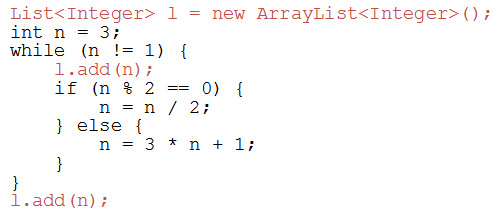 List<Integer> l = new ArrayList<Integer>();
int n = 3;
while (n != 1) {
    l.add(n);
    if (n % 2 == 0) {
        n = n / 2;
    } else {
        n = 3 * n + 1;
    }
}
l.add(n);